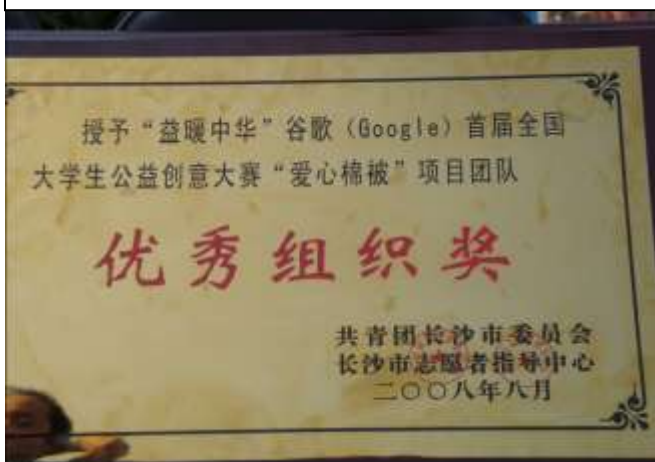 授予“益暖中华”谷歌（Google）首届全国
大学生公益创意大赛“爱心棉被”项目团队
优秀组织奖
共青团长沙市委员会
长沙市志愿者指导中心
二〇〇八年八月